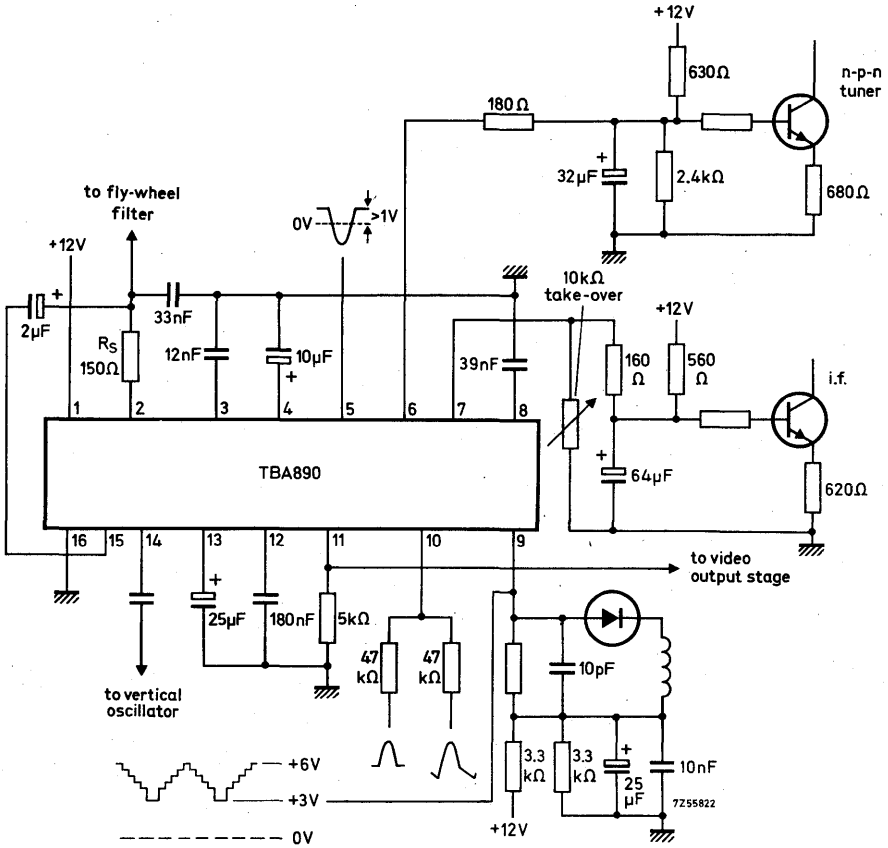 +12V
n-p-n
tuner
630Ω
180Ω
32μF
+
2.4kΩ
680Ω
to fly-wheel
filter
0V
>1V
+12V
+
2μF
33nF
RS
150Ω
12nF
10μF
+
39nF
10kΩ
take-over
+12V
160
Ω
560
Ω
i.f.
+
64μF
620Ω
1 2 3 4 5 6 7 8
TBA890
16 15 14 13 12 11 10 9
to video
output stage
+
25μF
180nF
5kΩ
47
kΩ
47
kΩ
10pF
to vertical
oscillator
3.3
kΩ
3.3
kΩ
+
25
μF
10nF
+6V
+3V
0V
+12V
7Z55822